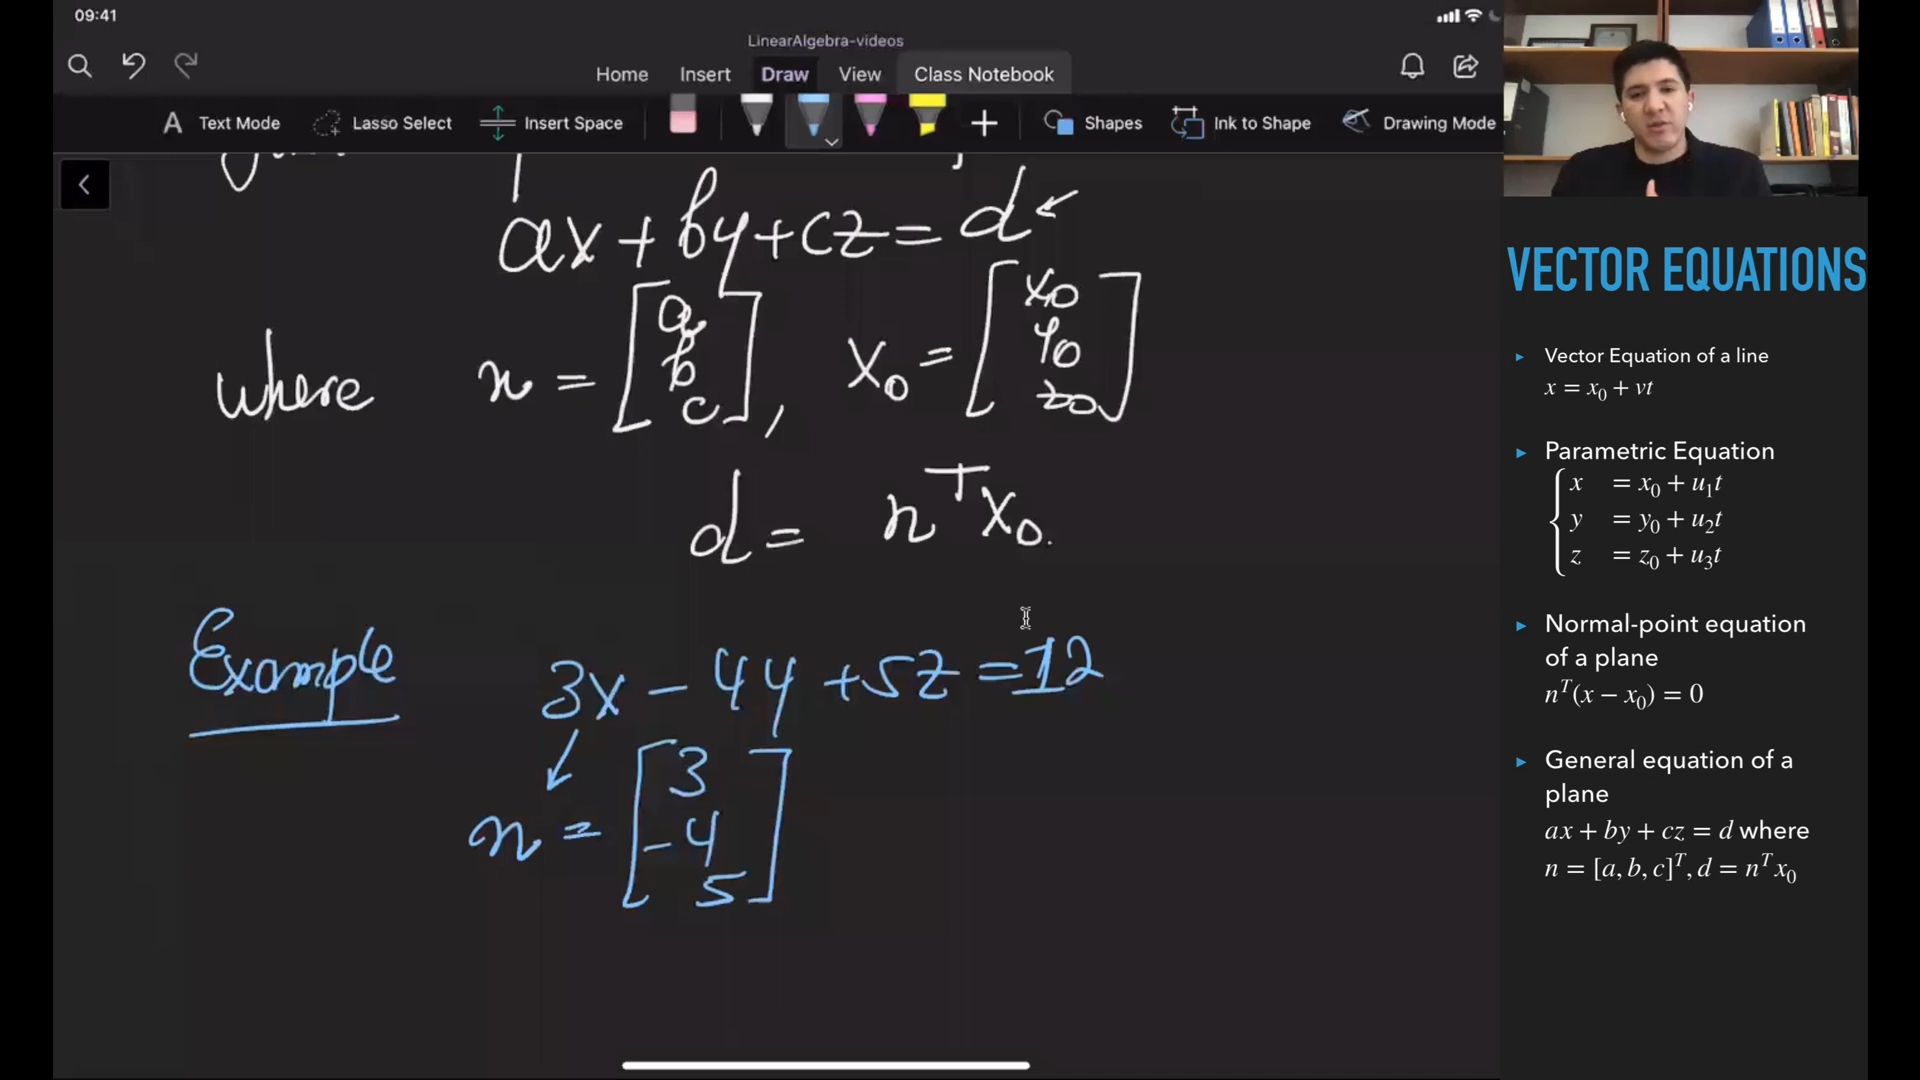 09:41
LinearAlgebra-videos
Home Insert Draw View Class Notebook
Text Mode Lasso Select Insert Space Shapes Ink to Shape Drawing Mode
ax + by + cz = d
where n = [a b c], x₀ = [x₀ y₀ z₀]
d = nᵀx₀.
Example 3x − 4y + 5z = 12
n = [3 −4 5]
VECTOR EQUATIONS
Vector Equation of a line
x = x₀ + vt
Parametric Equation
x = x₀ + u₁t
y = y₀ + u₂t
z = z₀ + u₃t
Normal-point equation
of a plane
nᵀ(x − x₀) = 0
General equation of a
plane
ax + by + cz = d where
n = [a, b, c]ᵀ, d = nᵀx₀